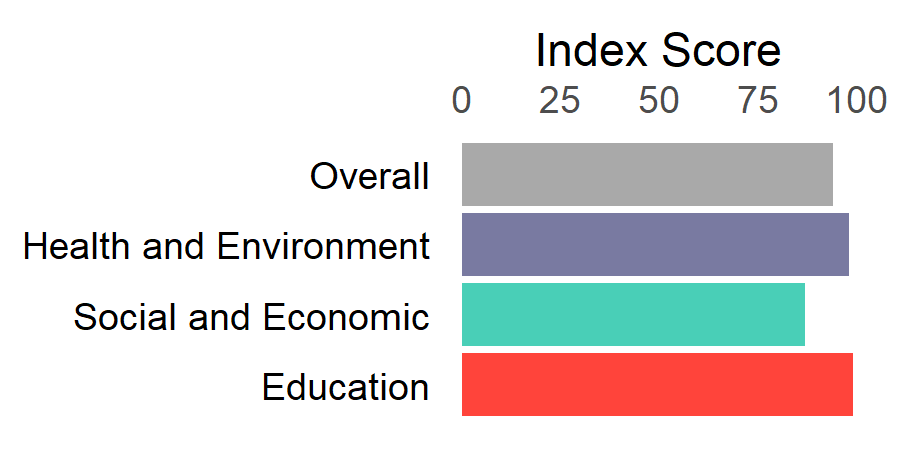 Index Score
0 25 50 75 100
Overall
Health and Environment
Social and Economic
Education